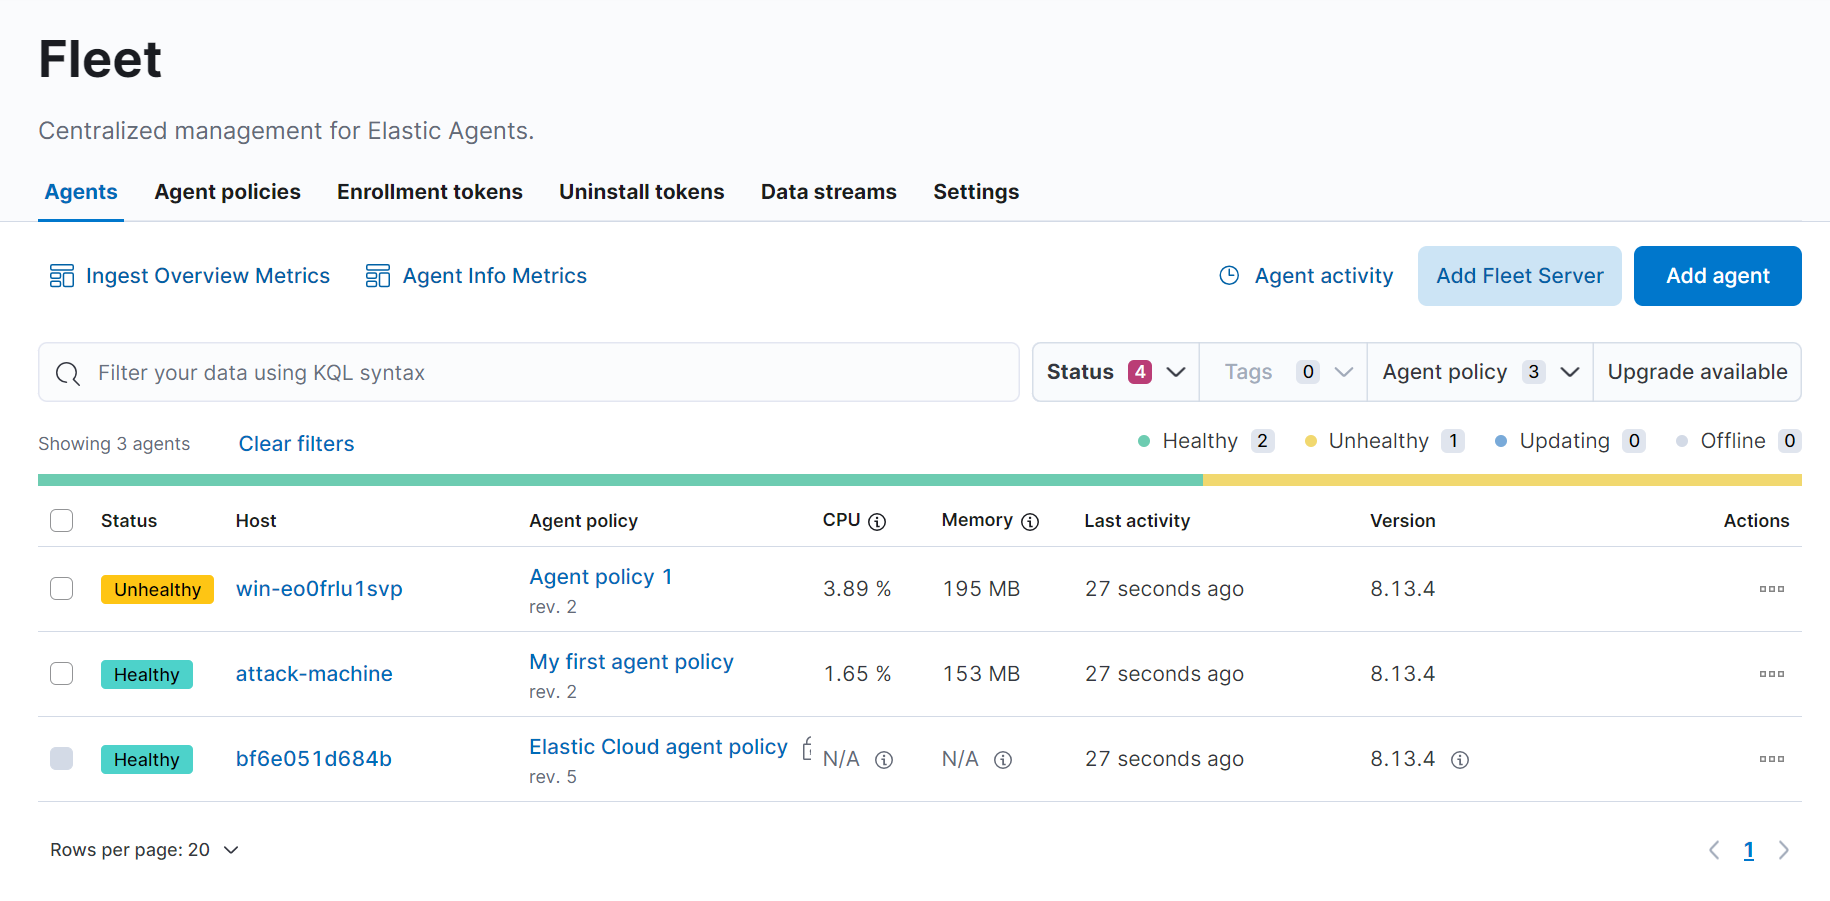 Fleet
Centralized management for Elastic Agents.
Agents Agent policies Enrollment tokens Uninstall tokens Data streams Settings
Ingest Overview Metrics Agent Info Metrics Agent activity Add Fleet Server Add agent
Filter your data using KQL syntax Status 4 Tags 0 Agent policy 3 Upgrade available
Showing 3 agents Clear filters Healthy 2 Unhealthy 1 Updating 0 Offline 0
Status Host Agent policy CPU Memory Last activity Version Actions
Unhealthy win-eo0frlu1svp Agent policy 1 3.89 % 195 MB 27 seconds ago 8.13.4
rev. 2
Healthy attack-machine My first agent policy 1.65 % 153 MB 27 seconds ago 8.13.4
rev. 2
Healthy bf6e051d684b Elastic Cloud agent policy N/A N/A 27 seconds ago 8.13.4
rev. 5
Rows per page: 20 1